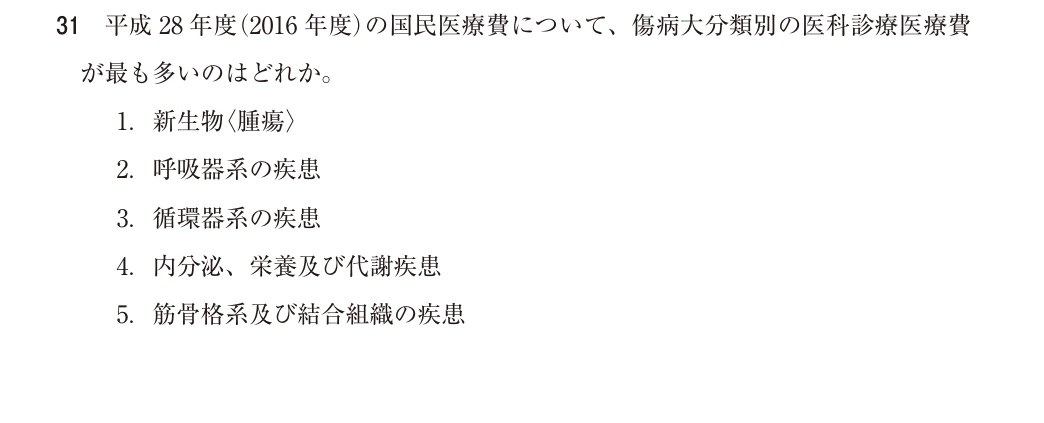 31 平成 28 年度(2016 年度)の国民医療費について、傷病大分類別の医科診療医療費
が最も多いのはどれか。
1. 新生物〈腫瘍〉
2. 呼吸器系の疾患
3. 循環器系の疾患
4. 内分泌、栄養及び代謝疾患
5. 筋骨格系及び結合組織の疾患